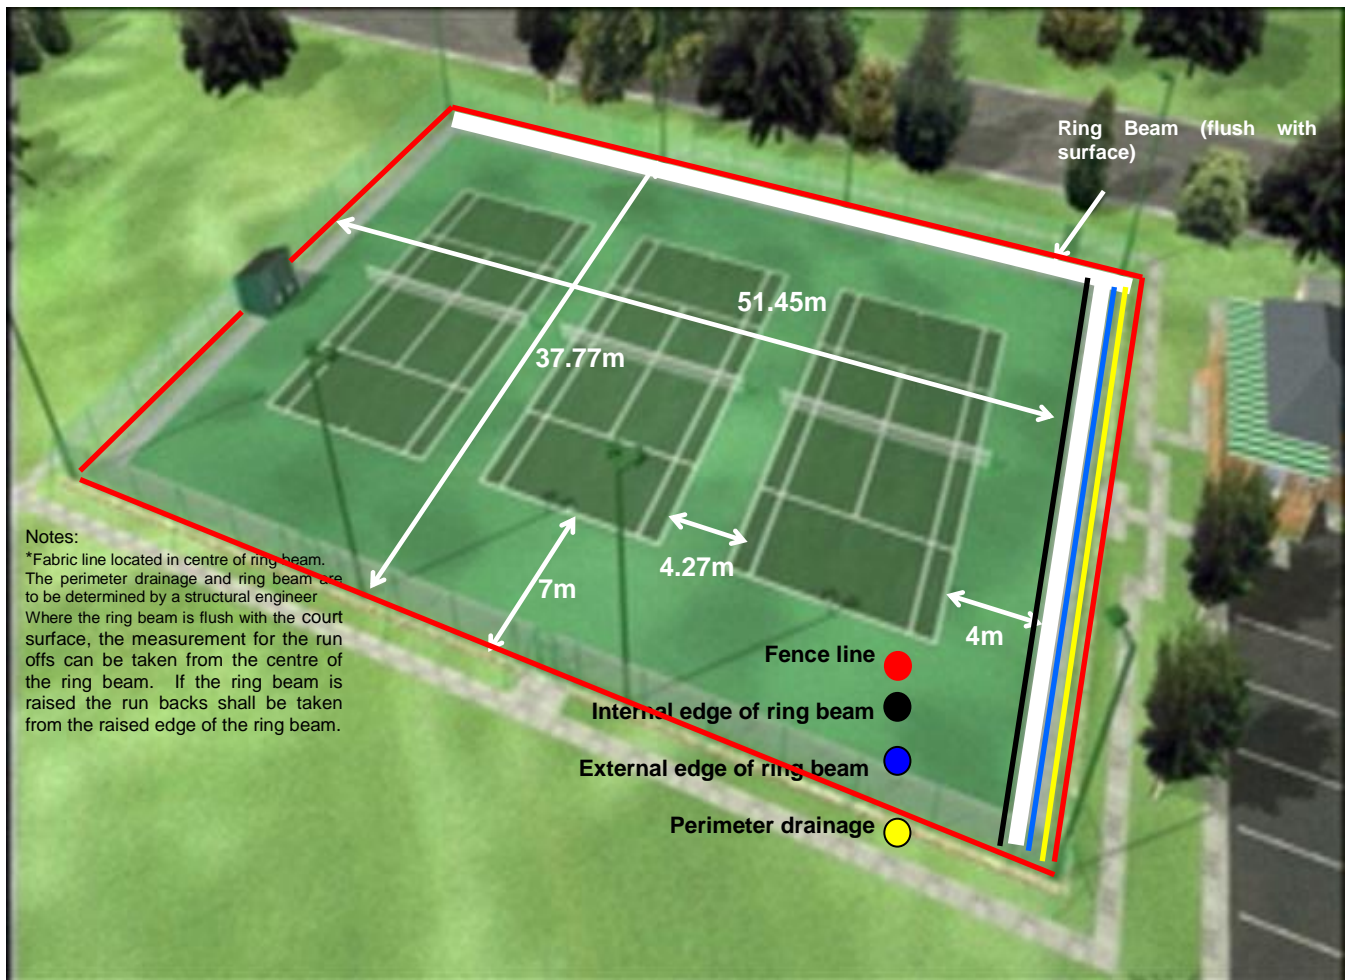 Ring Beam (flush with
surface)
51.45m
37.77m
4.27m
7m
4m
Notes:
*Fabric line located in centre of ring beam.
The perimeter drainage and ring beam are
to be determined by a structural engineer
Where the ring beam is flush with the court
surface, the measurement for the run
offs can be taken from the centre of
the ring beam. If the ring beam is
raised the run backs shall be taken
from the raised edge of the ring beam.
Fence line
Internal edge of ring beam
External edge of ring beam
Perimeter drainage